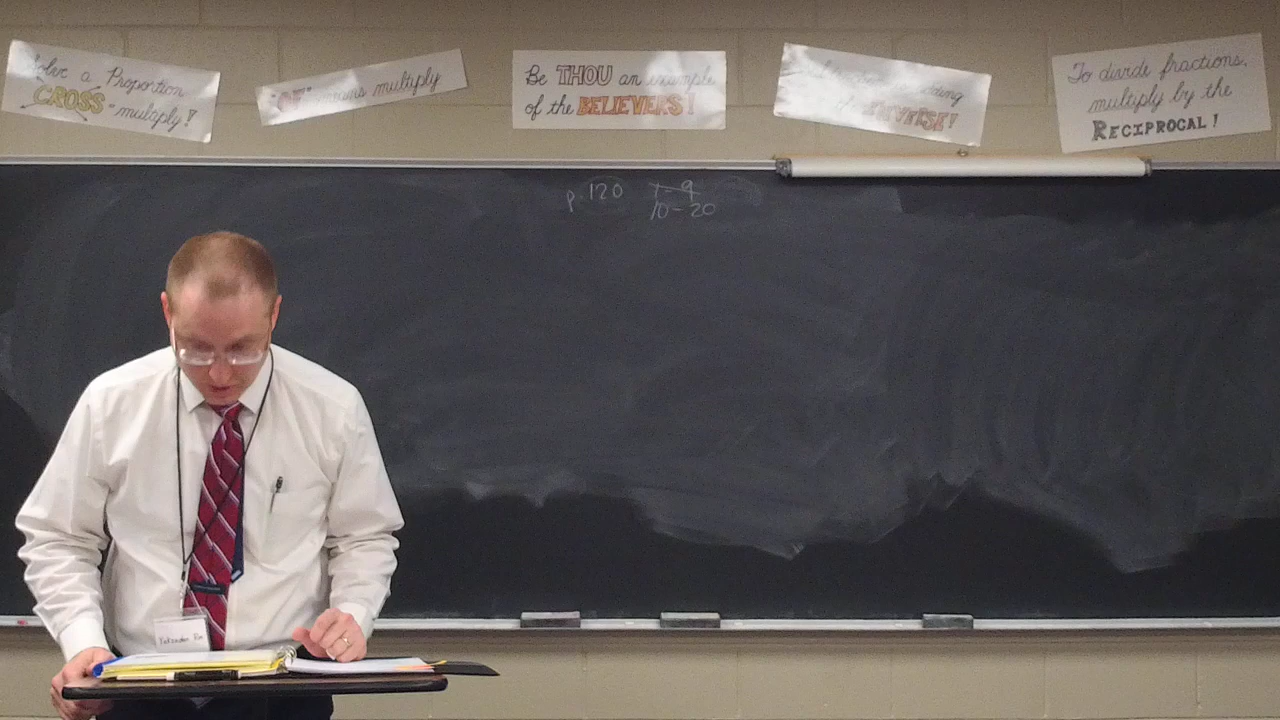 Solve a Proportion
"CROSS" multiply!
"OF" means multiply
Be THOU an example
of the BELIEVERS!
INVERSE!
To divide fractions,
multiply by the
RECIPROCAL!
p. 120 7-9
10-20